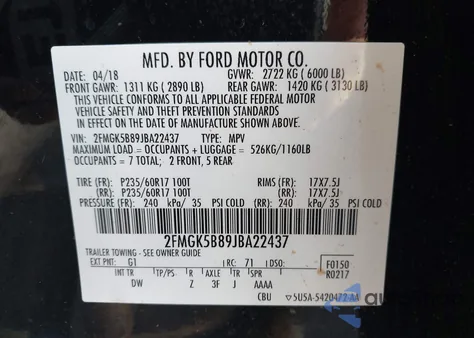 MFD. BY FORD MOTOR CO.
DATE: 04/18 GVWR: 2722 KG (6000 LB)
FRONT GAWR: 1311 KG (2890 LB) REAR GAWR: 1420 KG (3130 LB)
THIS VEHICLE CONFORMS TO ALL APPLICABLE FEDERAL MOTOR
VEHICLE SAFETY AND THEFT PREVENTION STANDARDS IN
EFFECT ON THE DATE OF MANUFACTURE SHOWN ABOVE.
VIN: 2FMGK5B89JBA22437 TYPE: MPV
MAXIMUM LOAD = OCCUPANTS + LUGGAGE = 526KG/1160LB
OCCUPANTS = 7 TOTAL; 2 FRONT, 5 REAR
TIRE (FR): P235/60R17 100T RIMS (FR): 17X7.5J
(RR): P235/60R17 100T (RR): 17X7.5J
PRESSURE (FR): 240 kPa/ 35 PSI COLD (RR): 240 kPa/ 35 PSI COLD
2FMGK5B89JBA22437
TRAILER TOWING - SEE OWNER GUIDE
EXT PNT: G1 RC: 71 DSO: F0150
INT TR TP/PS R AXLE TR SPR R0217
DW Z 3F J AAAA
CBU 5U5A-5420472-AA